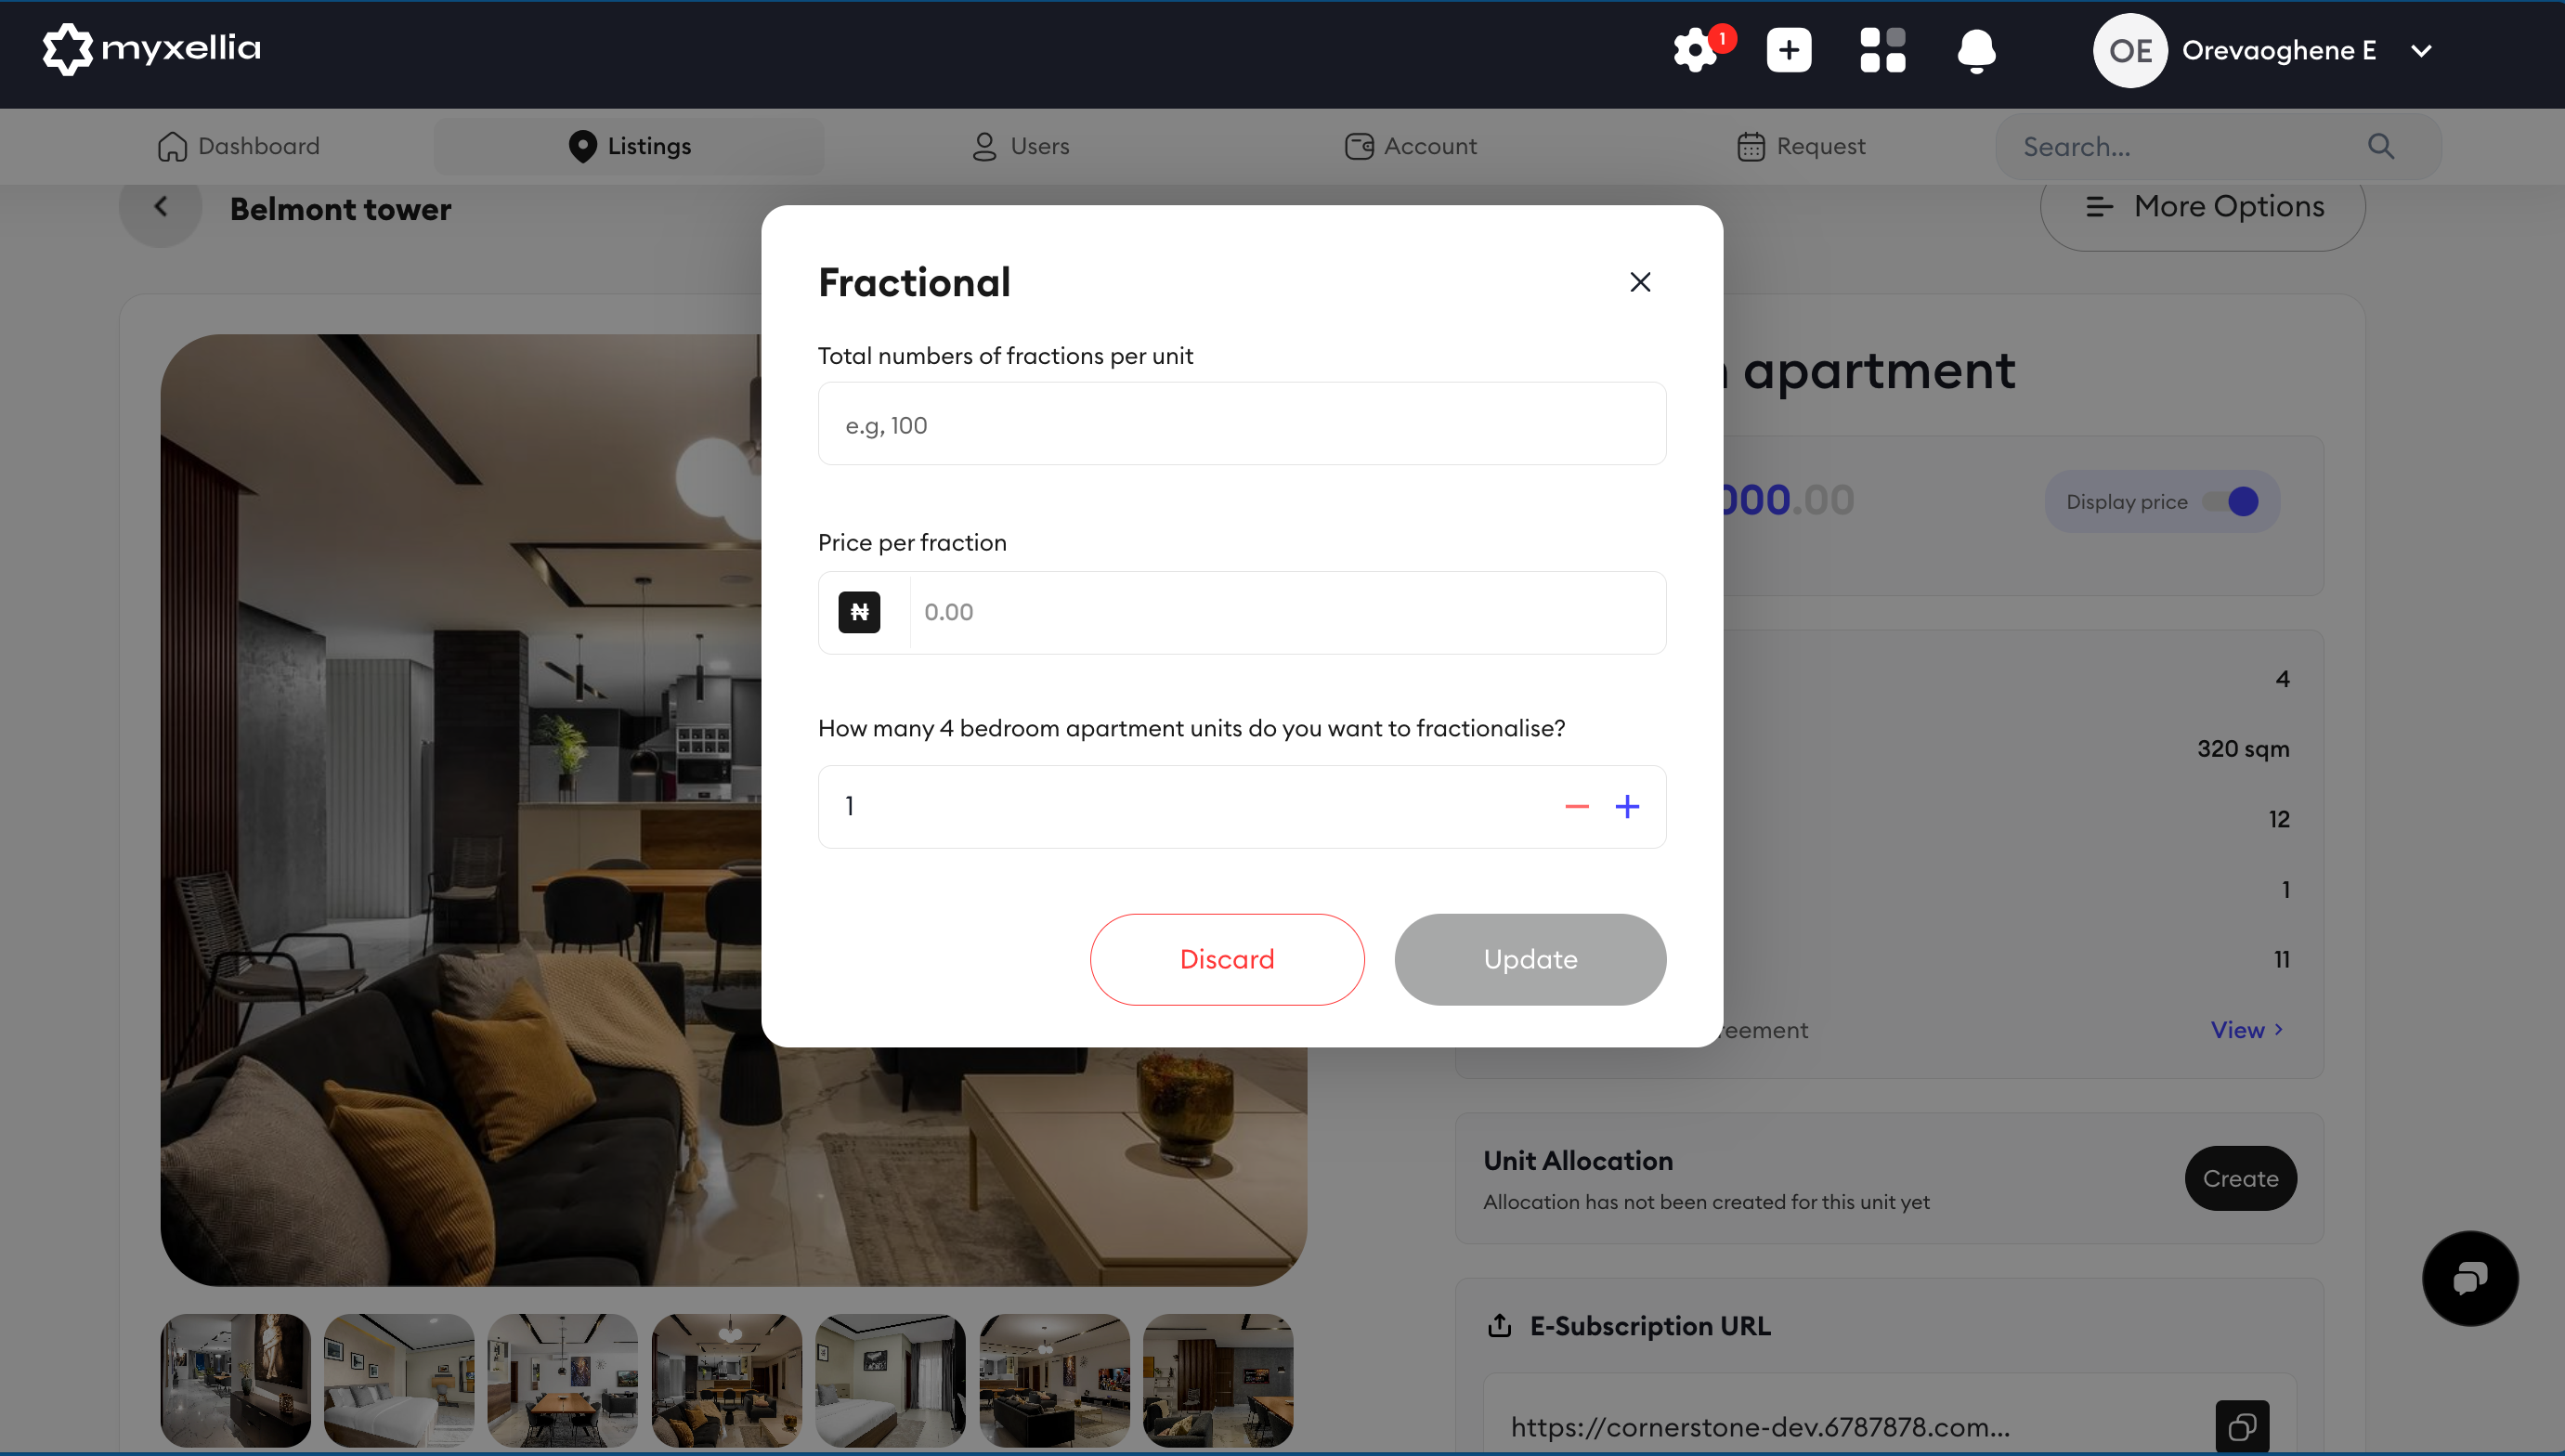 myxellia
1
OE
Orevaoghene E
Dashboard
Listings
Users
Account
Request
Search...
Belmont tower
More Options
Fractional
Total numbers of fractions per unit
e.g, 100
Price per fraction
₦
0.00
How many 4 bedroom apartment units do you want to fractionalise?
1
Discard
Update
apartment
000.00
Display price
4
320 sqm
12
1
11
reement
View
Unit Allocation
Allocation has not been created for this unit yet
Create
E-Subscription URL
https://cornerstone-dev.6787878.com...